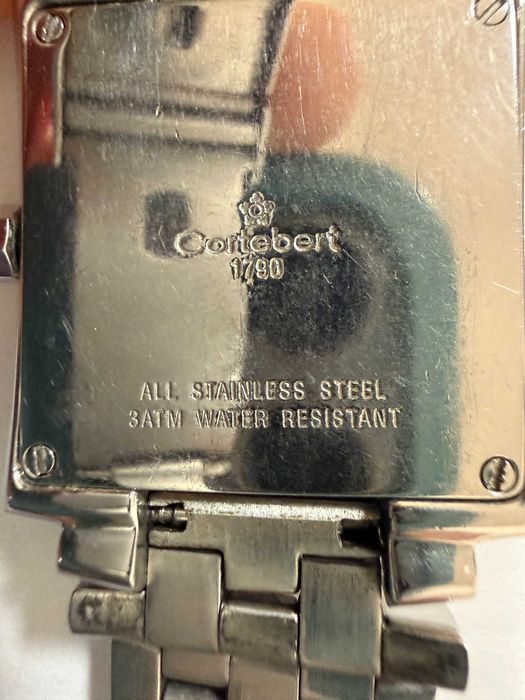 Cortebert
1790
ALL STAINLESS STEEL
3ATM WATER RESISTANT